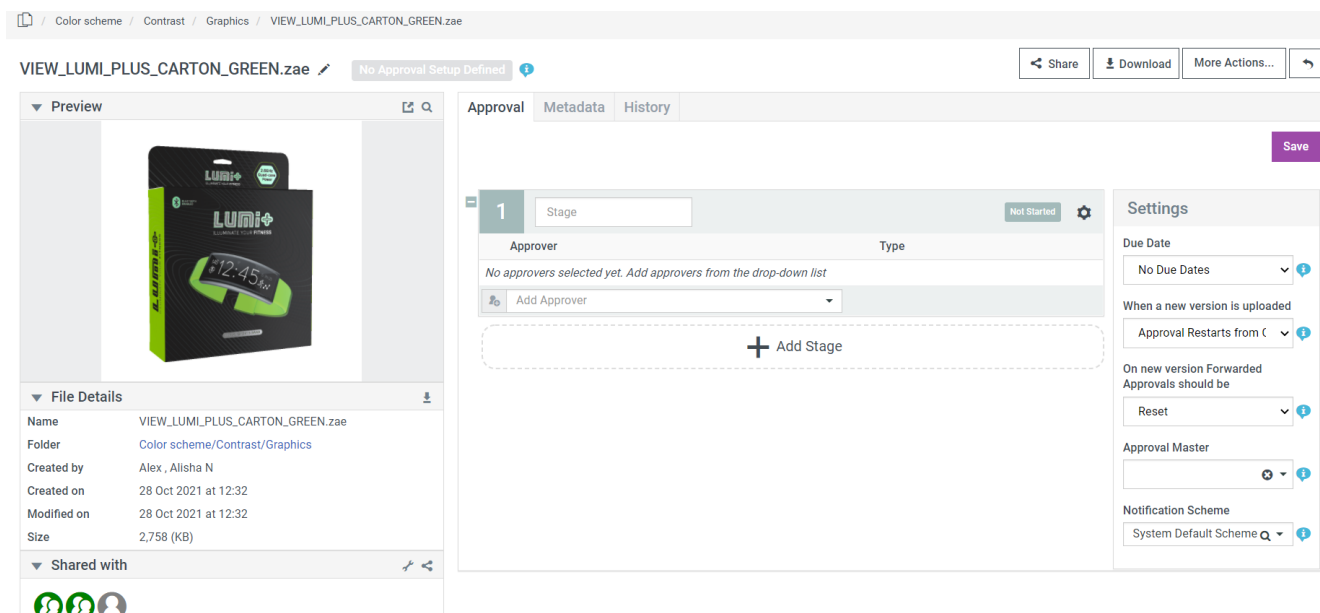 / Color scheme / Contrast / Graphics / VIEW_LUMI_PLUS_CARTON_GREEN.zae
VIEW_LUMI_PLUS_CARTON_GREEN.zae
No Approval Setup Defined
Share
Download
More Actions...
Preview
LUMi+
LUMi+
ILLUMINATE YOUR FITNESS
12:45
LUMi+
File Details
Name VIEW_LUMI_PLUS_CARTON_GREEN.zae
Folder Color scheme/Contrast/Graphics
Created by Alex , Alisha N
Created on 28 Oct 2021 at 12:32
Modified on 28 Oct 2021 at 12:32
Size 2,758 (KB)
Shared with
Approval Metadata History
Save
1 Stage Not Started
Approver Type
No approvers selected yet. Add approvers from the drop-down list
Add Approver
Add Stage
Settings
Due Date
No Due Dates
When a new version is uploaded
Approval Restarts from (
On new version Forwarded
Approvals should be
Reset
Approval Master
Notification Scheme
System Default Scheme